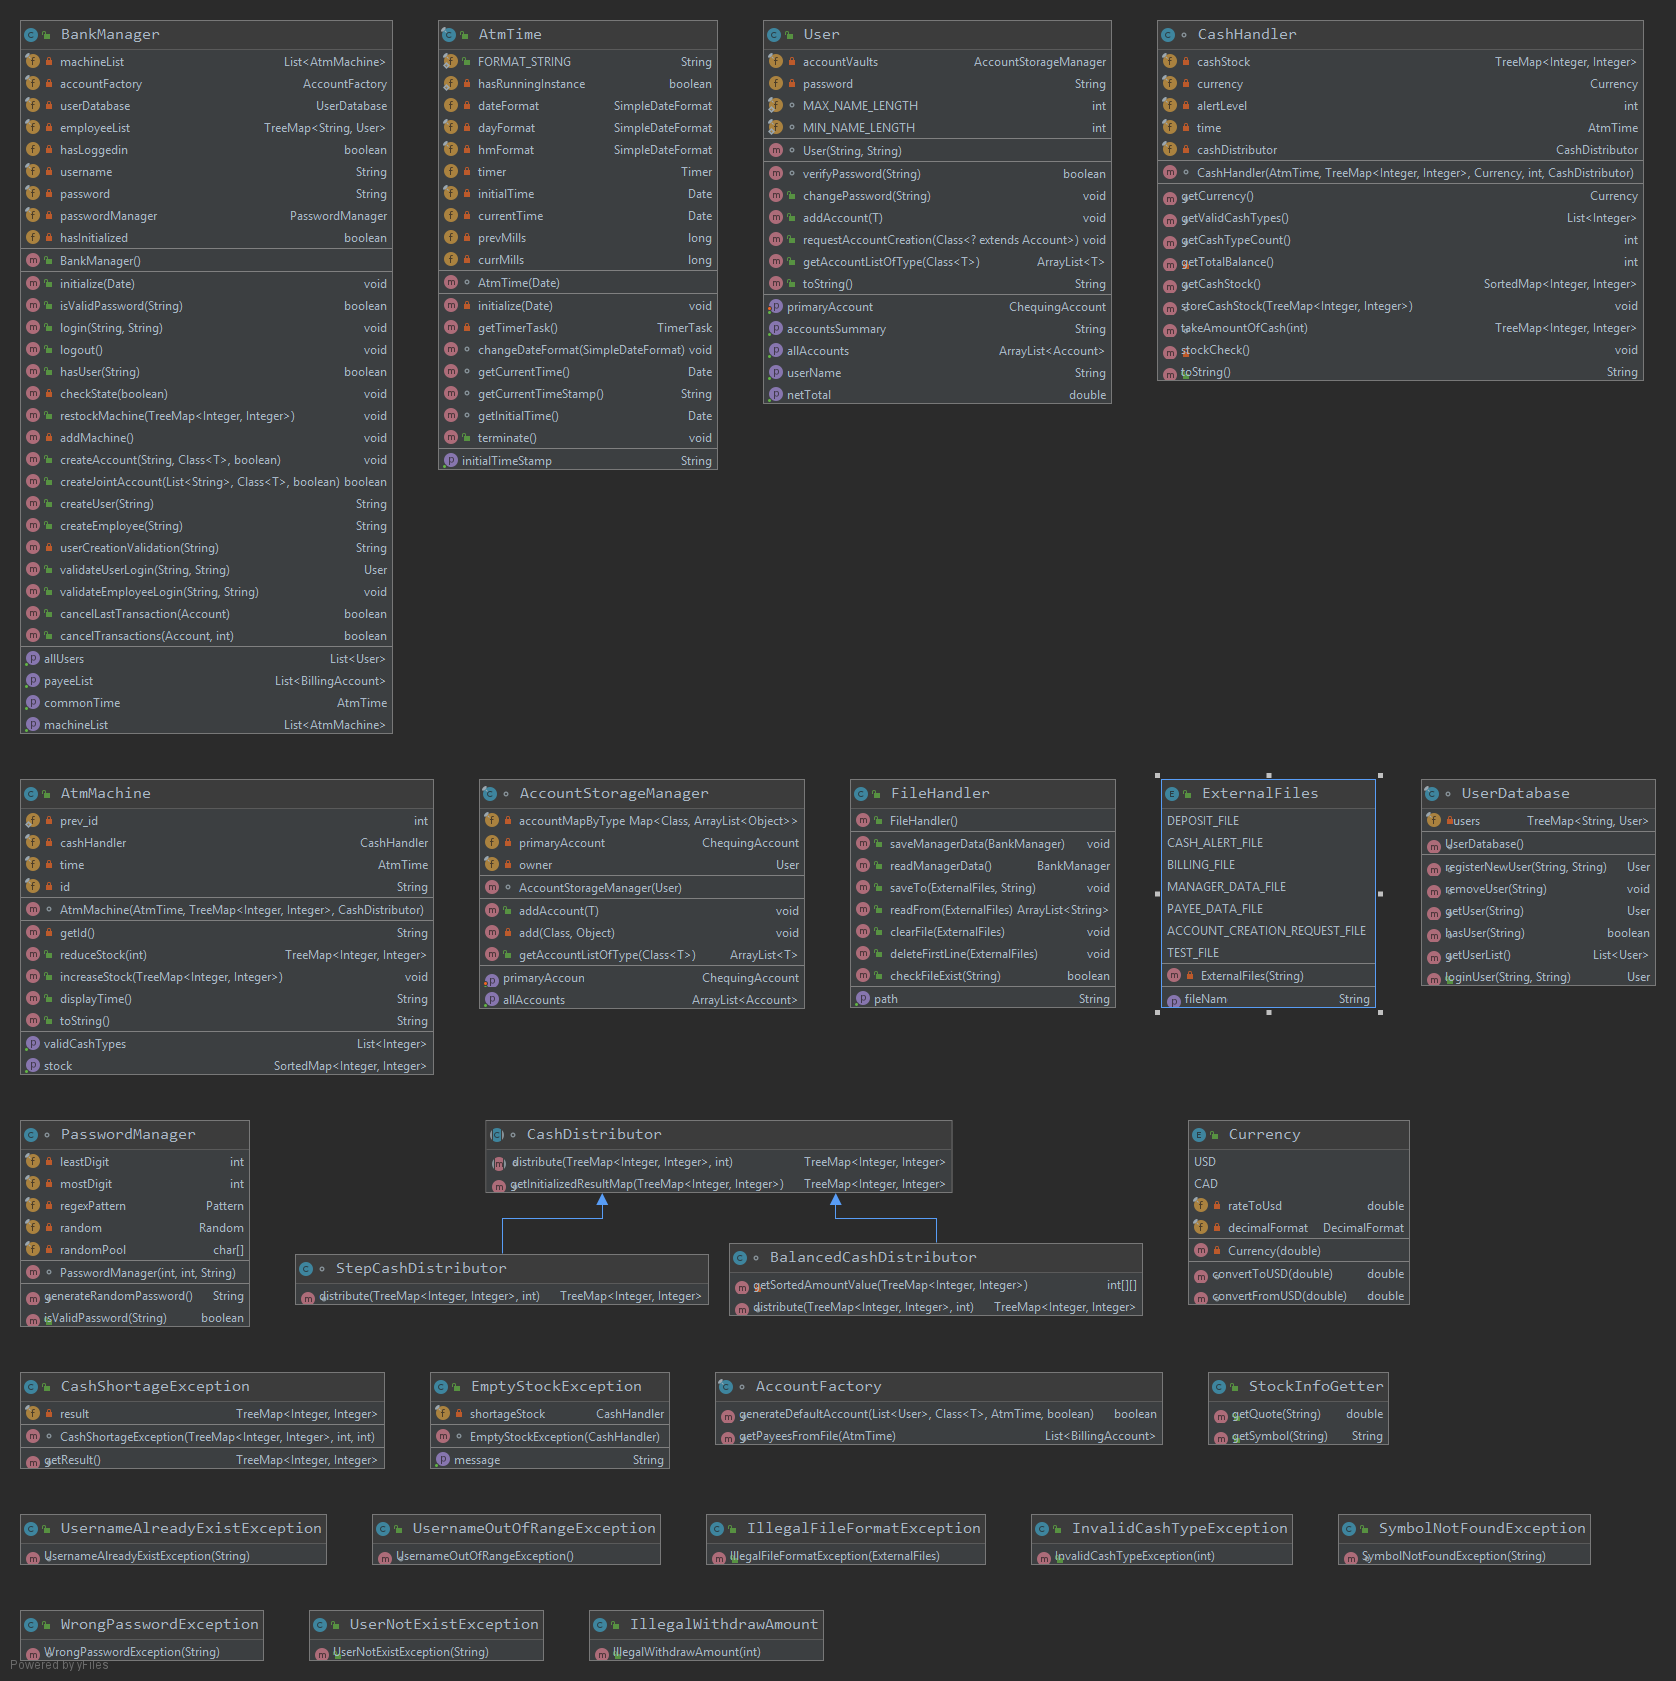 BankManager
machineList List<AtmMachine>
accountFactory AccountFactory
userDatabase UserDatabase
employeeList TreeMap<String, User>
hasLoggedin boolean
username String
password String
passwordManager PasswordManager
hasInitialized boolean
BankManager()
initialize(Date) void
isValidPassword(String) boolean
login(String, String) void
logout() void
hasUser(String) boolean
checkState(boolean) void
restockMachine(TreeMap<Integer, Integer>) void
addMachine() void
createAccount(String, Class<T>, boolean) void
createJointAccount(List<String>, Class<T>, boolean) boolean
createUser(String) String
createEmployee(String) String
userCreationValidation(String) String
validateUserLogin(String, String) User
validateEmployeeLogin(String, String) void
cancelLastTransaction(Account) boolean
cancelTransactions(Account, int) boolean
allUsers List<User>
payeeList List<BillingAccount>
commonTime AtmTime
machineList List<AtmMachine>
AtmTime
FORMAT_STRING String
hasRunningInstance boolean
dateFormat SimpleDateFormat
dayFormat SimpleDateFormat
hmFormat SimpleDateFormat
timer Timer
initialTime Date
currentTime Date
prevMills long
currMills long
AtmTime(Date)
initialize(Date) void
getTimerTask() TimerTask
changeDateFormat(SimpleDateFormat) void
getCurrentTime() Date
getCurrentTimeStamp() String
getInitialTime() Date
terminate() void
initialTimeStamp String
User
accountVaults AccountStorageManager
password String
MAX_NAME_LENGTH int
MIN_NAME_LENGTH int
User(String, String)
verifyPassword(String) boolean
changePassword(String) void
addAccount(T) void
requestAccountCreation(Class<? extends Account>) void
getAccountListOfType(Class<T>) ArrayList<T>
toString() String
primaryAccount ChequingAccount
accountsSummary String
allAccounts ArrayList<Account>
userName String
netTotal double
CashHandler
cashStock TreeMap<Integer, Integer>
currency Currency
alertLevel int
time AtmTime
cashDistributor CashDistributor
CashHandler(AtmTime, TreeMap<Integer, Integer>, Currency, int, CashDistributor)
getCurrency() Currency
getValidCashTypes() List<Integer>
getCashTypeCount() int
getTotalBalance() int
getCashStock() SortedMap<Integer, Integer>
storeCashStock(TreeMap<Integer, Integer>) void
takeAmountOfCash(int) TreeMap<Integer, Integer>
stockCheck() void
toString() String
AtmMachine
prev_id int
cashHandler CashHandler
time AtmTime
id String
AtmMachine(AtmTime, TreeMap<Integer, Integer>, CashDistributor)
getId() String
reduceStock(int) TreeMap<Integer, Integer>
increaseStock(TreeMap<Integer, Integer>) void
displayTime() String
toString() String
validCashTypes List<Integer>
stock SortedMap<Integer, Integer>
AccountStorageManager
accountMapByType Map<Class, ArrayList<Object>>
primaryAccount ChequingAccount
owner User
AccountStorageManager(User)
addAccount(T) void
add(Class, Object) void
getAccountListOfType(Class<T>) ArrayList<T>
primaryAccoun ChequingAccount
allAccounts ArrayList<Account>
FileHandler
FileHandler()
saveManagerData(BankManager) void
readManagerData() BankManager
saveTo(ExternalFiles, String) void
readFrom(ExternalFiles) ArrayList<String>
clearFile(ExternalFiles) void
deleteFirstLine(ExternalFiles) void
checkFileExist(String) boolean
path String
ExternalFiles
DEPOSIT_FILE
CASH_ALERT_FILE
BILLING_FILE
MANAGER_DATA_FILE
PAYEE_DATA_FILE
ACCOUNT_CREATION_REQUEST_FILE
TEST_FILE
ExternalFiles(String)
fileNam String
UserDatabase
users TreeMap<String, User>
UserDatabase()
registerNewUser(String, String) User
removeUser(String) void
getUser(String) User
hasUser(String) boolean
getUserList() List<User>
loginUser(String, String) User
PasswordManager
leastDigit int
mostDigit int
regexPattern Pattern
random Random
randomPool char[]
PasswordManager(int, int, String)
generateRandomPassword() String
isValidPassword(String) boolean
CashDistributor
distribute(TreeMap<Integer, Integer>, int) TreeMap<Integer, Integer>
getInitializedResultMap(TreeMap<Integer, Integer>) TreeMap<Integer, Integer>
StepCashDistributor
distribute(TreeMap<Integer, Integer>, int) TreeMap<Integer, Integer>
BalancedCashDistributor
getSortedAmountValue(TreeMap<Integer, Integer>) int[][]
distribute(TreeMap<Integer, Integer>, int) TreeMap<Integer, Integer>
Currency
USD
CAD
rateToUsd double
decimalFormat DecimalFormat
Currency(double)
convertToUSD(double) double
convertFromUSD(double) double
CashShortageException
result TreeMap<Integer, Integer>
CashShortageException(TreeMap<Integer, Integer>, int, int)
getResult() TreeMap<Integer, Integer>
EmptyStockException
shortageStock CashHandler
EmptyStockException(CashHandler)
message String
AccountFactory
generateDefaultAccount(List<User>, Class<T>, AtmTime, boolean) boolean
getPayeesFromFile(AtmTime) List<BillingAccount>
StockInfoGetter
getQuote(String) double
getSymbol(String) String
UsernameAlreadyExistException
UsernameAlreadyExistException(String)
UsernameOutOfRangeException
UsernameOutOfRangeException()
IllegalFileFormatException
IllegalFileFormatException(ExternalFiles)
InvalidCashTypeException
InvalidCashTypeException(int)
SymbolNotFoundException
SymbolNotFoundException(String)
WrongPasswordException
WrongPasswordException(String)
UserNotExistException
UserNotExistException(String)
IllegalWithdrawAmount
IllegalWithdrawAmount(int)
Powered by yFiles